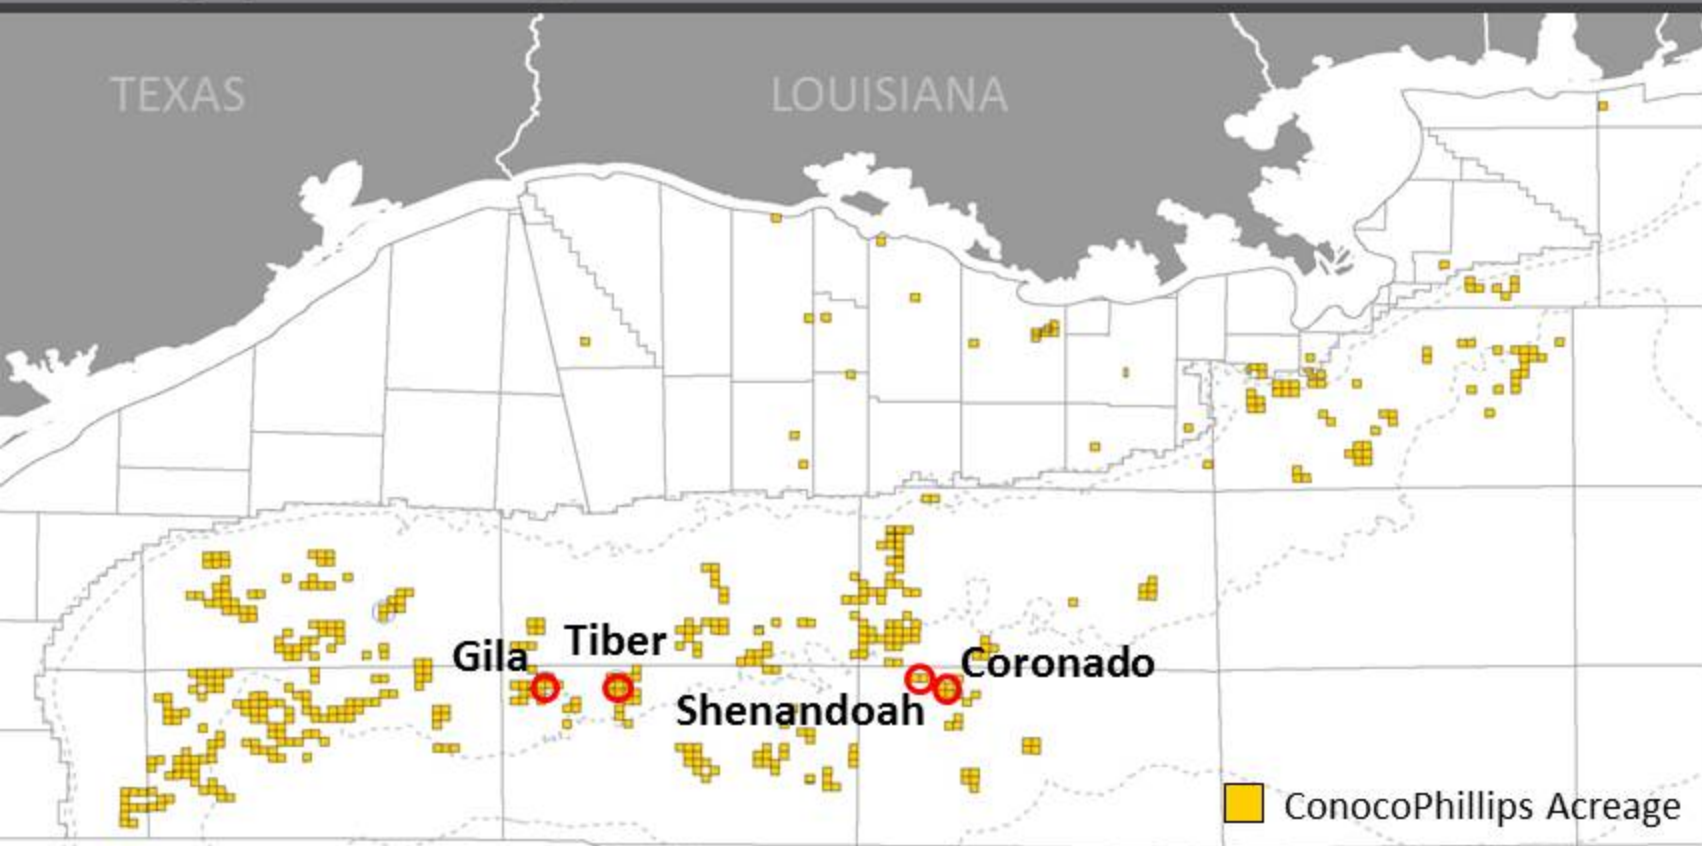 TEXAS
LOUISIANA
Gila
Tiber
Coronado
Shenandoah
ConocoPhillips Acreage